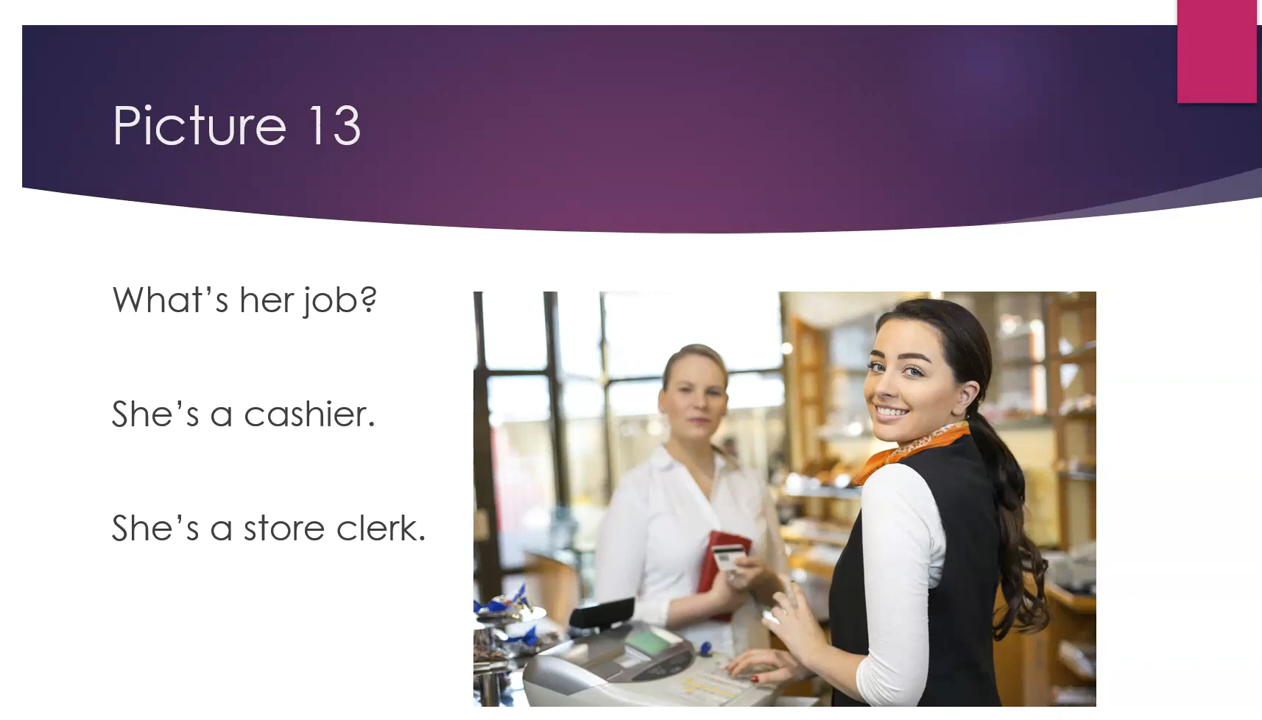 Picture 13
What’s her job?
She’s a cashier.
She’s a store clerk.